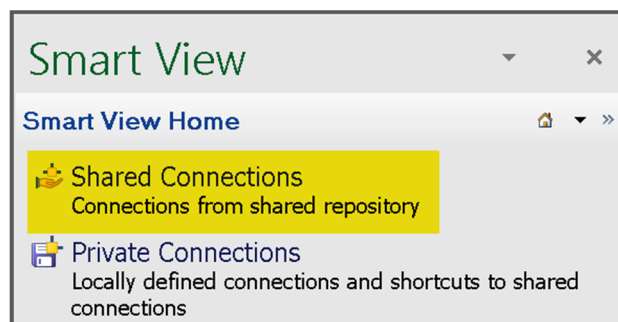 Smart View
Smart View Home
Shared Connections
Connections from shared repository
Private Connections
Locally defined connections and shortcuts to shared
connections